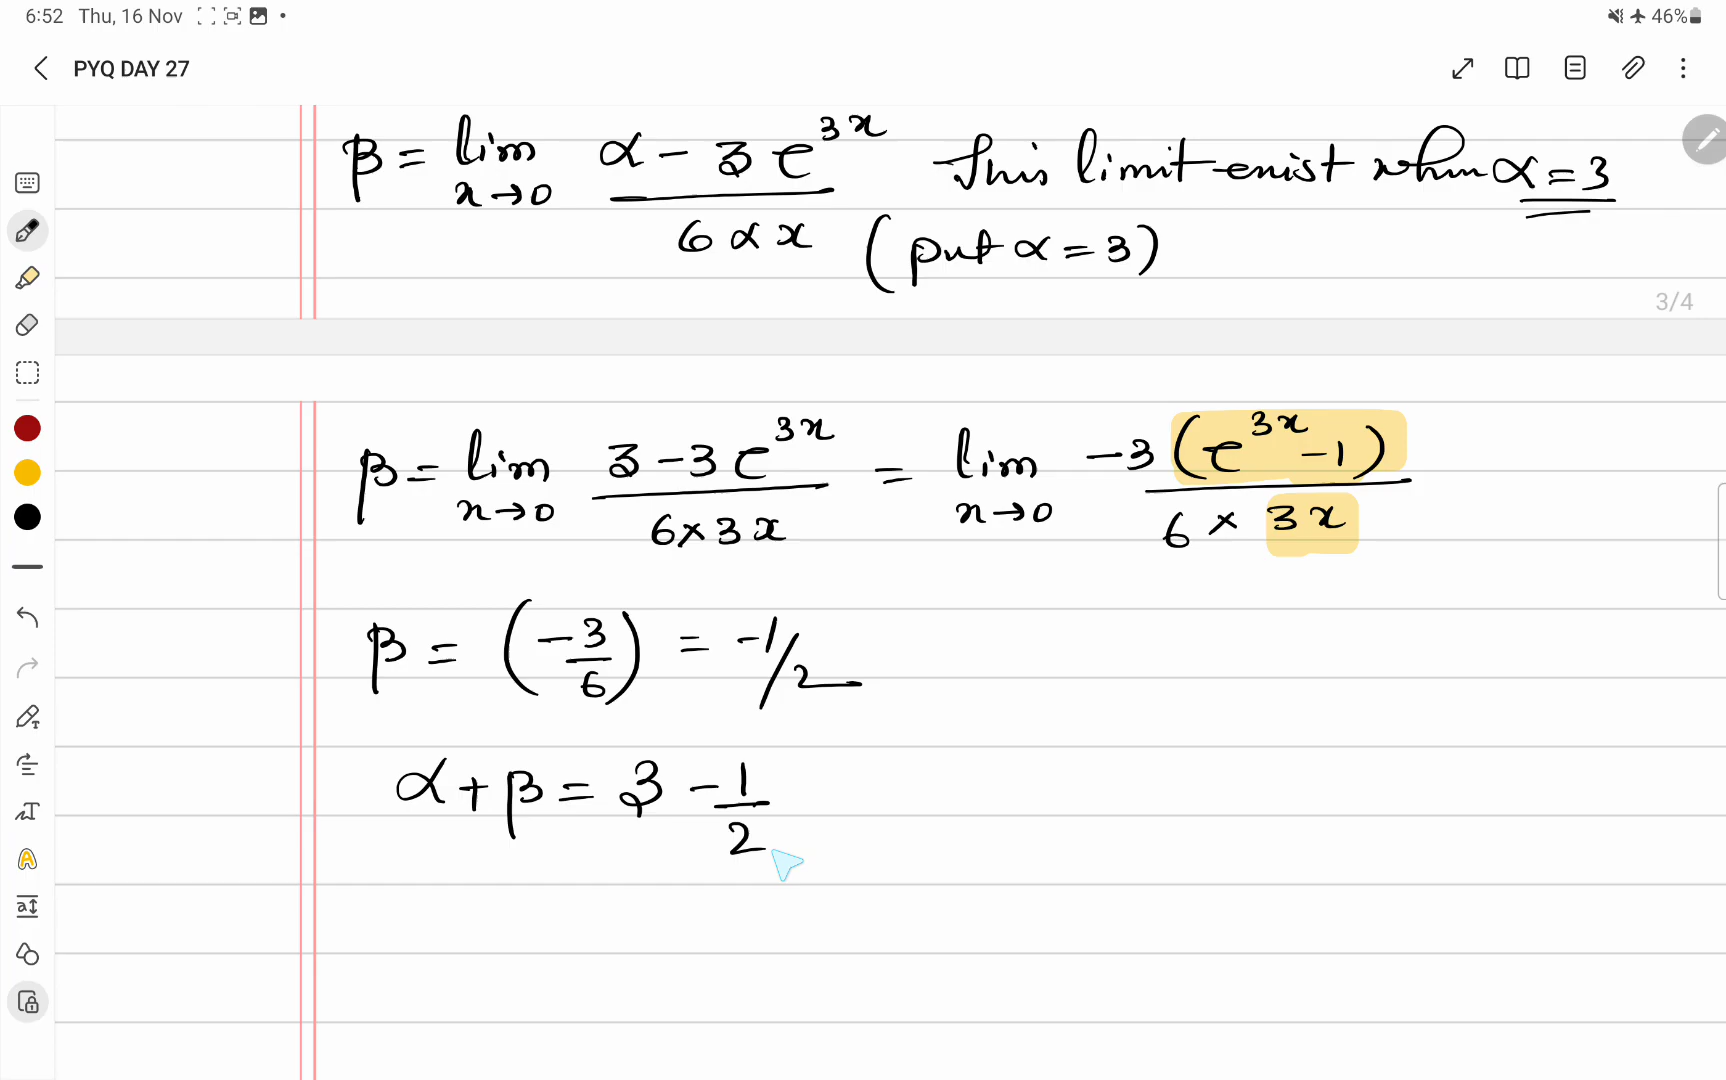 6:52 Thu, 16 Nov 46%
PYQ DAY 27
β = lim x→0 (α - 3e^{3x}) / (6αx) This limit exist when α = 3
(put α = 3)
3/4
β = lim x→0 (3 - 3e^{3x}) / (6×3x) = lim x→0 -3(e^{3x} - 1) / (6 × 3x)
β = (-3/6) = -1/2
α + β = 3 - 1/2